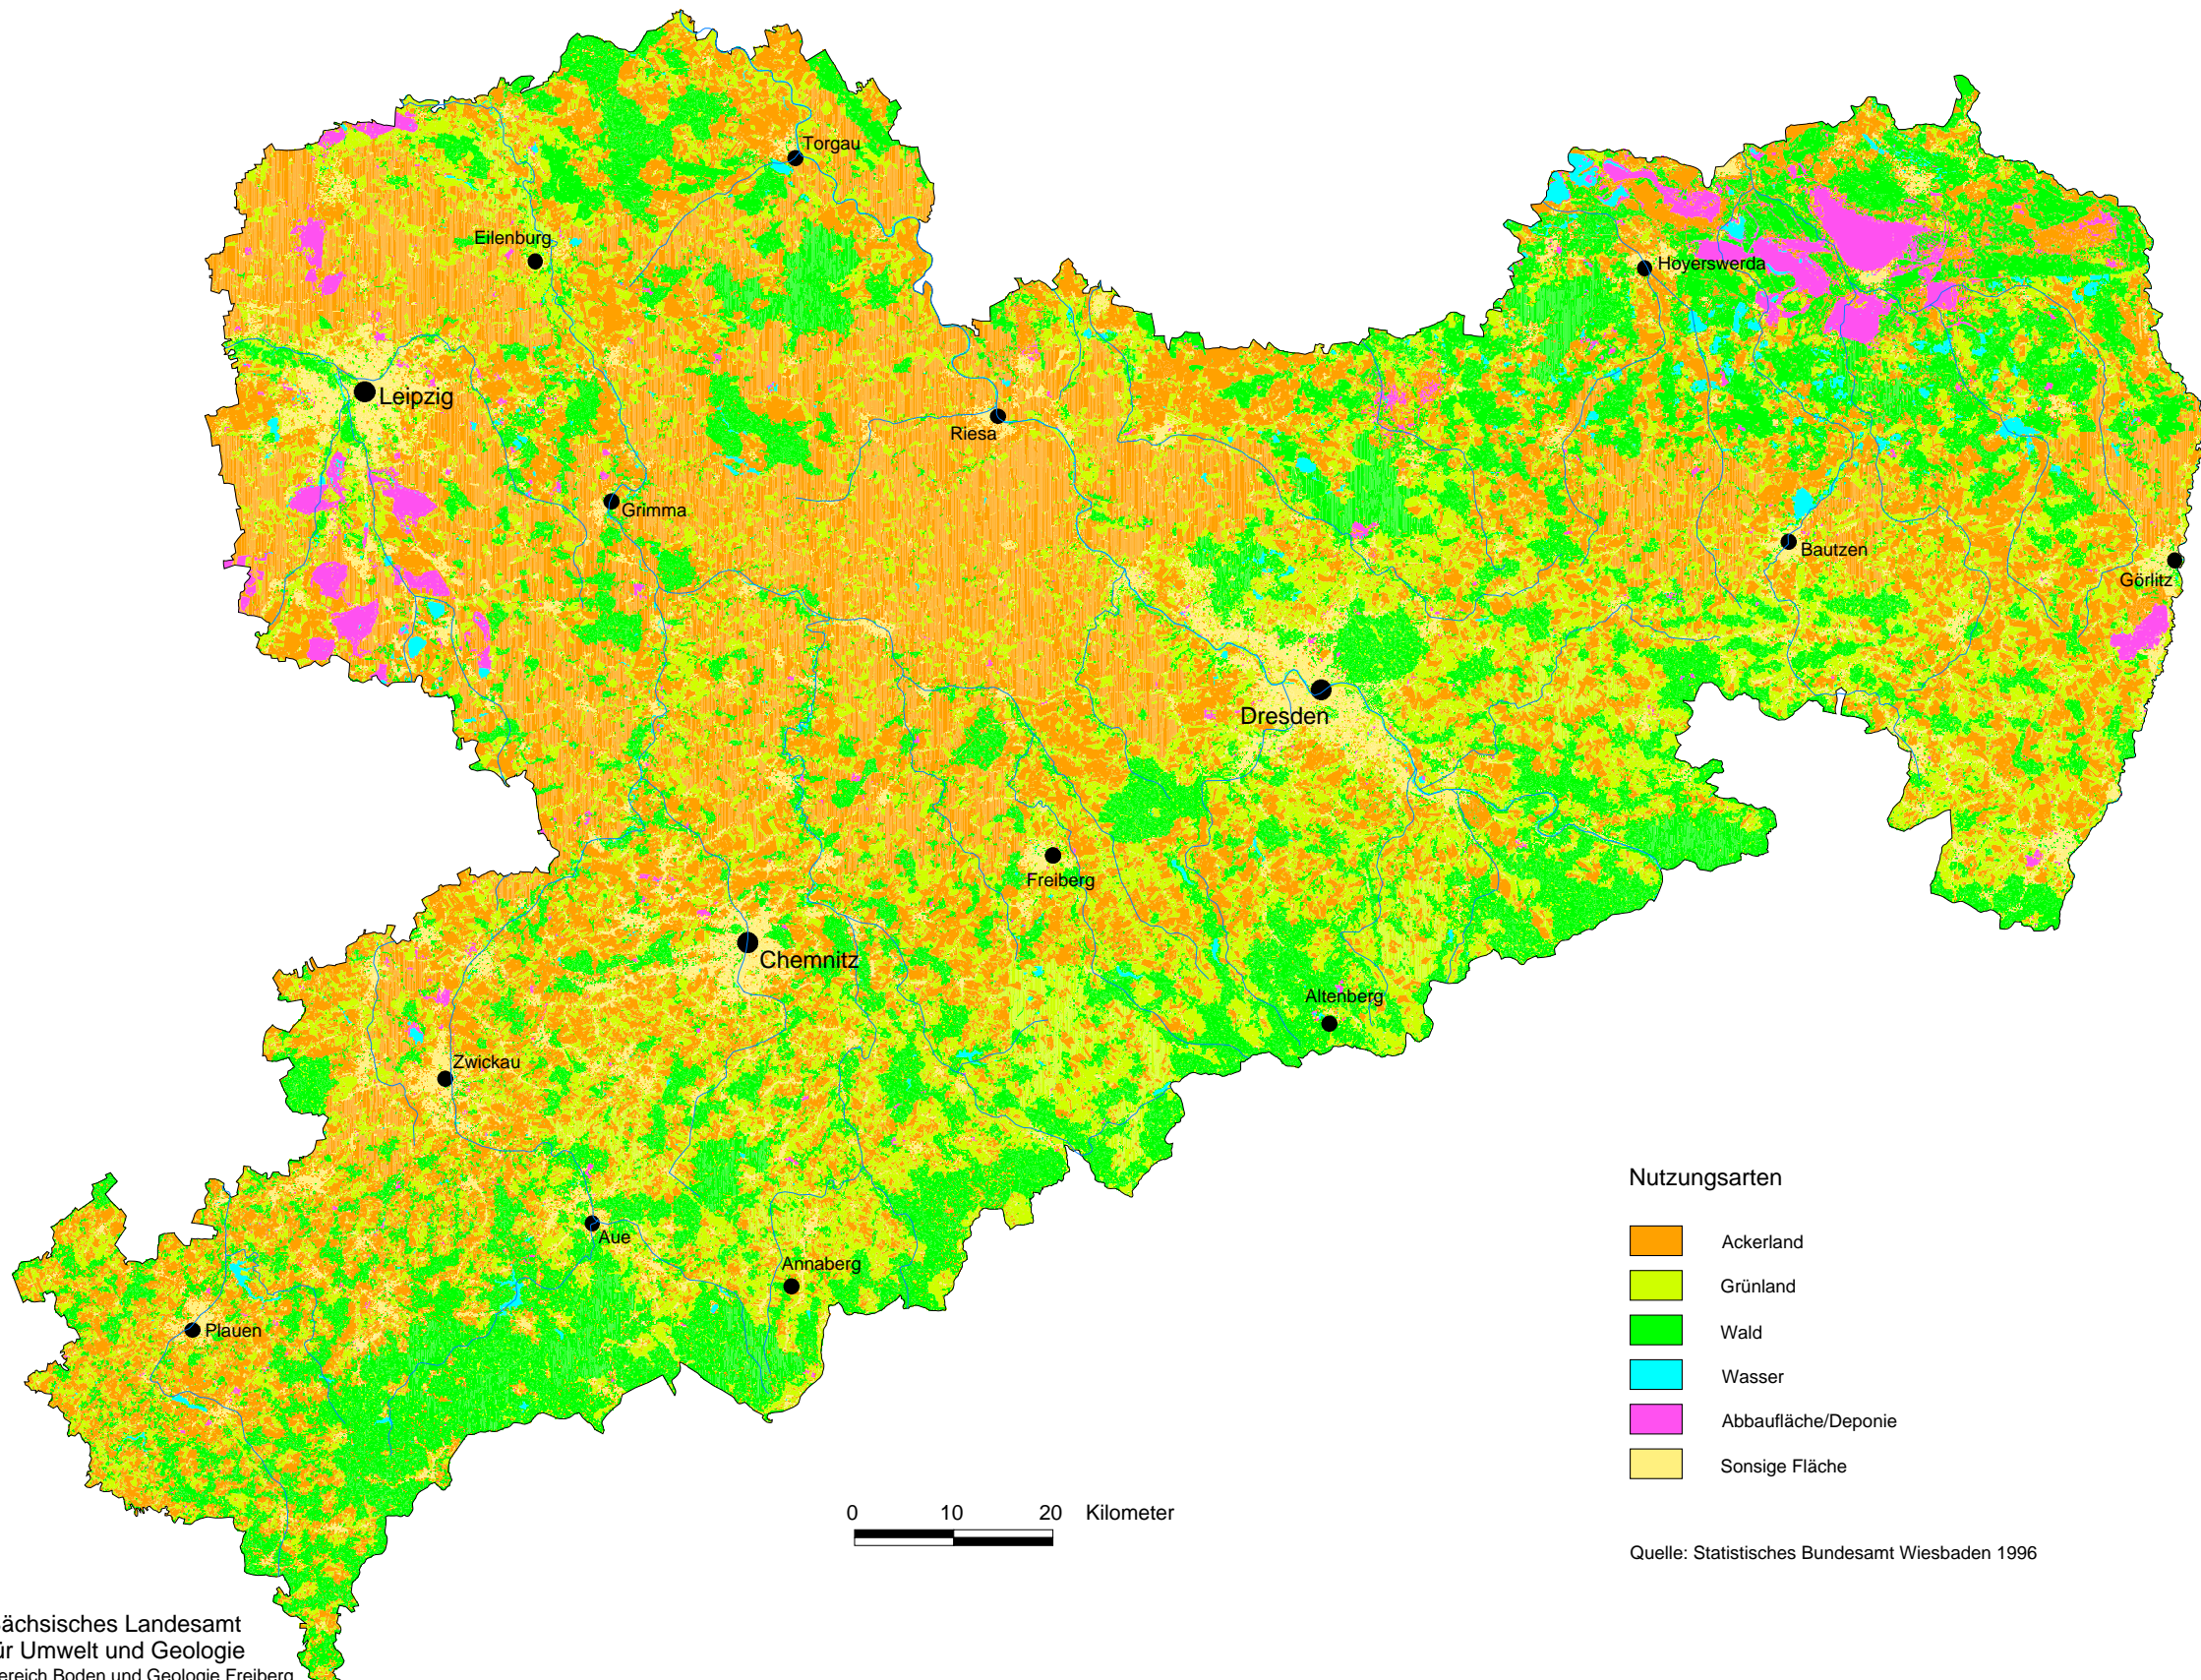 Torgau
Eilenburg
Hoyerswerda
Leipzig
Riesa
Grimma
Bautzen
Görlitz
Dresden
Freiberg
Chemnitz
Altenberg
Zwickau
Aue
Annaberg
Plauen
Nutzungsarten
Ackerland
Grünland
Wald
Wasser
Abbaufläche/Deponie
Sonsige Fläche
0 10 20 Kilometer
Quelle: Statistisches Bundesamt Wiesbaden 1996
ächsisches Landesamt
ür Umwelt und Geologie
ereich Boden und Geologie Freiberg